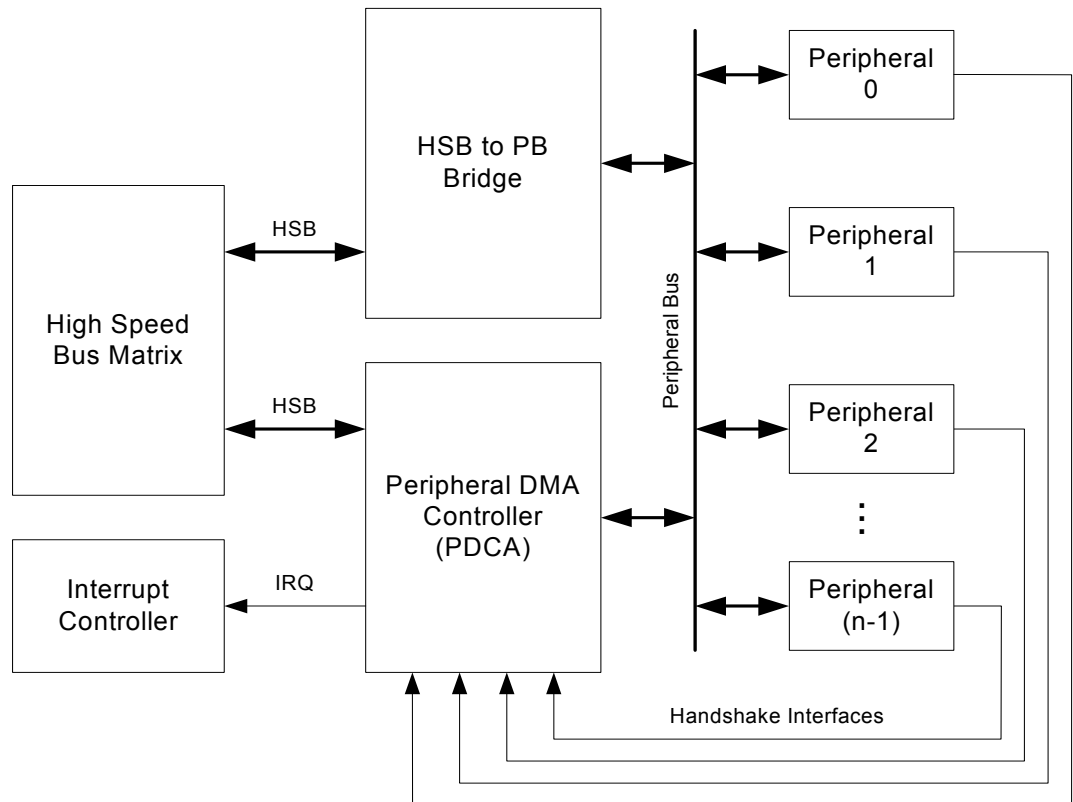 Peripheral
0
HSB to PB
Bridge
HSB
Peripheral
1
High Speed
Bus Matrix
Peripheral Bus
HSB
Peripheral
2
Peripheral DMA
Controller
(PDCA)
⋮
Interrupt
Controller
IRQ
Peripheral
(n-1)
Handshake Interfaces